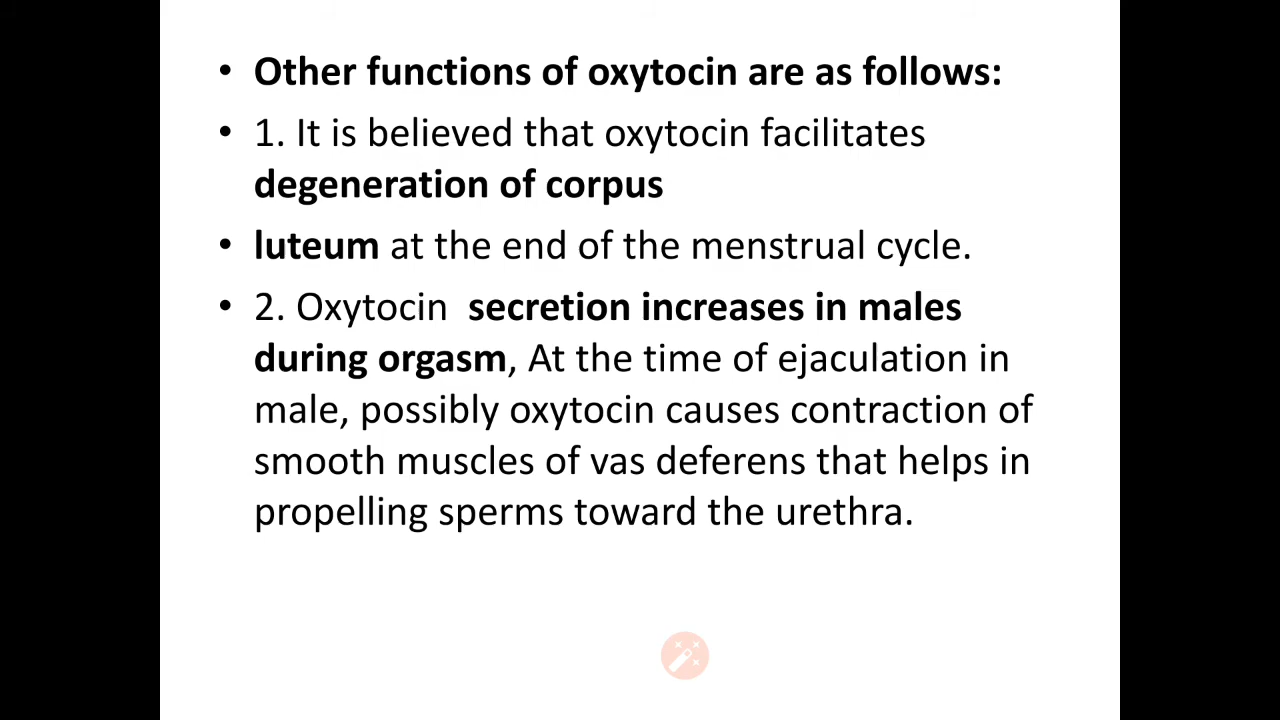 • Other functions of oxytocin are as follows:
• 1. It is believed that oxytocin facilitates
degeneration of corpus
• luteum at the end of the menstrual cycle.
• 2. Oxytocin  secretion increases in males
during orgasm, At the time of ejaculation in
male, possibly oxytocin causes contraction of
smooth muscles of vas deferens that helps in
propelling sperms toward the urethra.